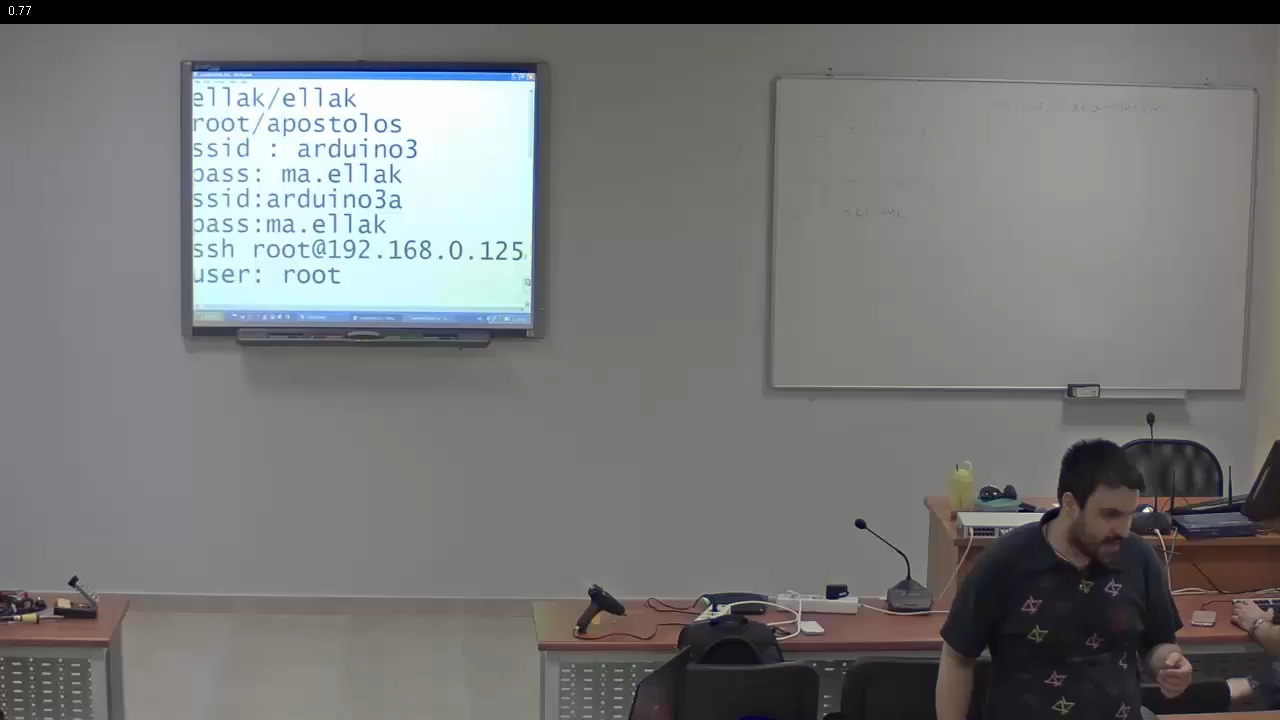 0.77
ellak/ellak
root/apostolos
ssid : arduino3
pass: ma.ellak
ssid:arduino3a
pass:ma.ellak
ssh root@192.168.0.125
user: root